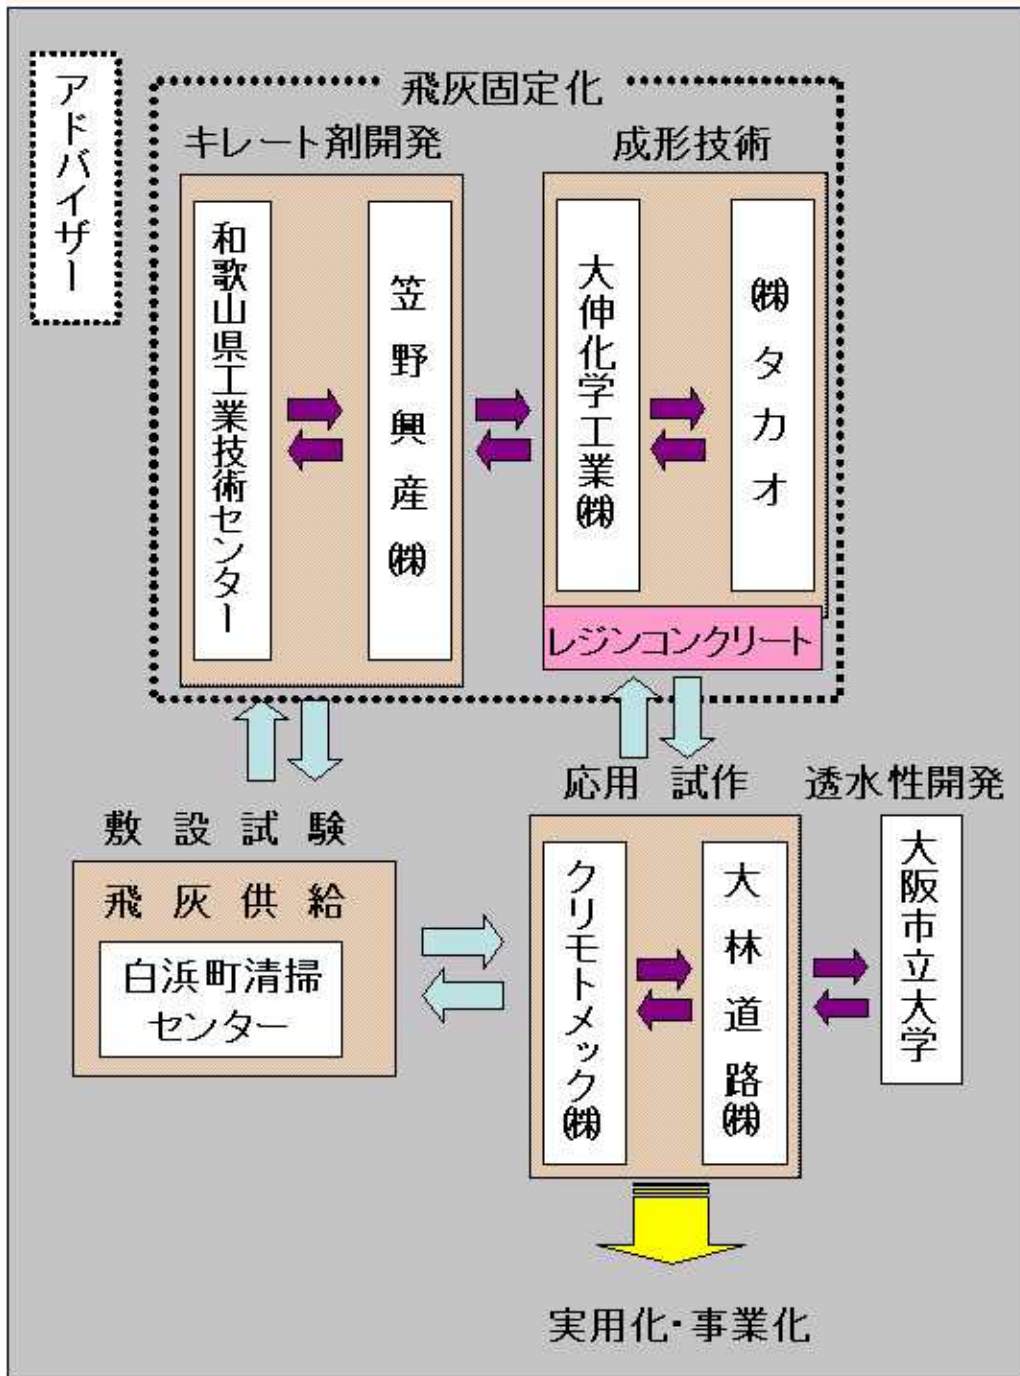 アドバイザー
飛灰固定化
キレート剤開発
和歌山県工業技術センター
笠野興産㈱
成形技術
大伸化学工業㈱
㈱タカオ
レジンコンクリート
敷設試験
飛灰供給
白浜町清掃
センター
応用 試作
クリモトメック㈱
大林道路㈱
透水性開発
大阪市立大学
実用化・事業化